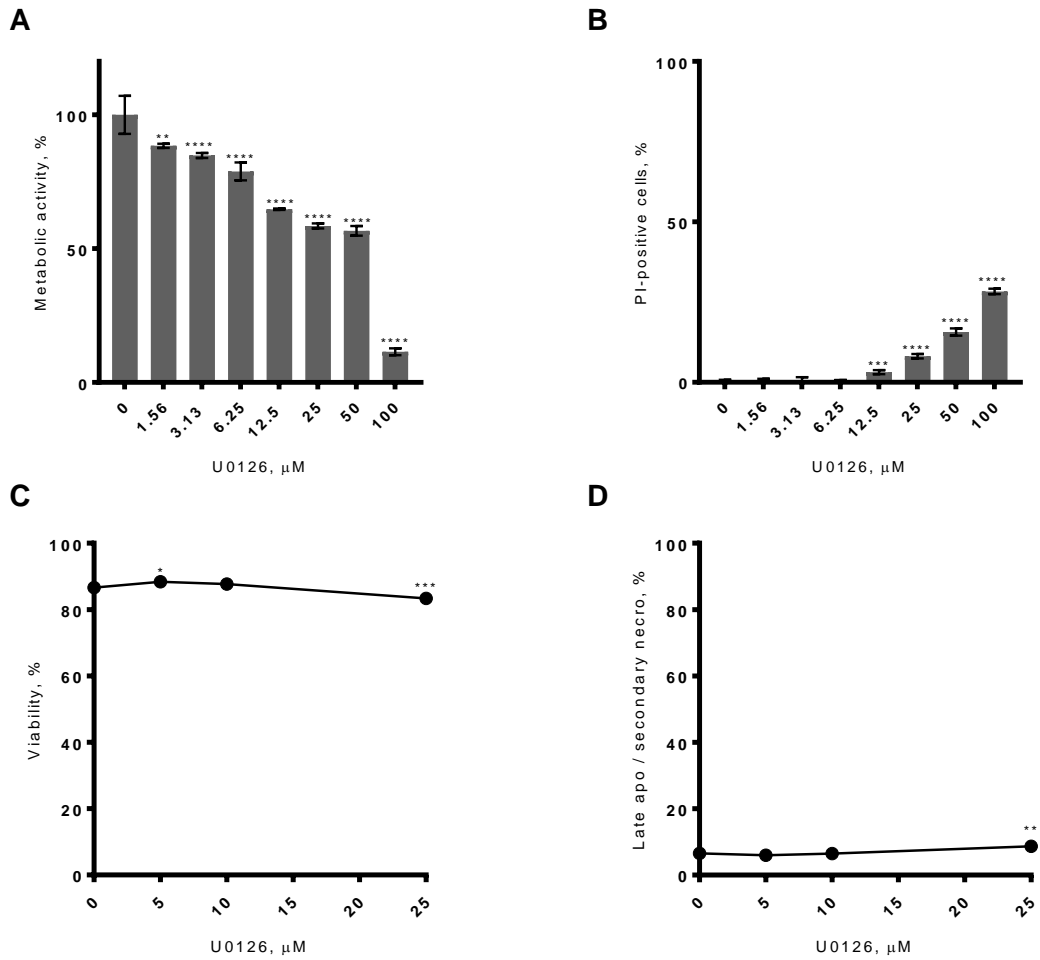 A
Metabolic activity, %
100
50
0
** **** **** **** **** **** ****
0 1.56 3.13 6.25 12.5 25 50 100
U0126, μM
B
PI-positive cells, %
100
50
0
*** **** **** ****
0 1.56 3.13 6.25 12.5 25 50 100
U0126, μM
C
Viability, %
100
80
60
40
20
0
* ***
0 5 10 15 20 25
U0126, μM
D
Late apo / secondary necro, %
100
80
60
40
20
0
**
0 5 10 15 20 25
U0126, μM